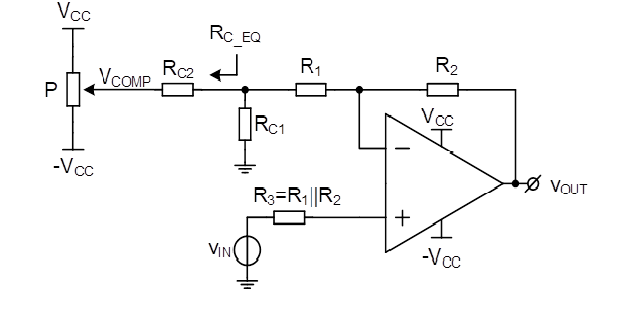 VCC
RC_EQ
P
VCOMP
RC2
R1
R2
RC1
VCC
R3=R1||R2
vOUT
vIN
-VCC
-VCC
−
+